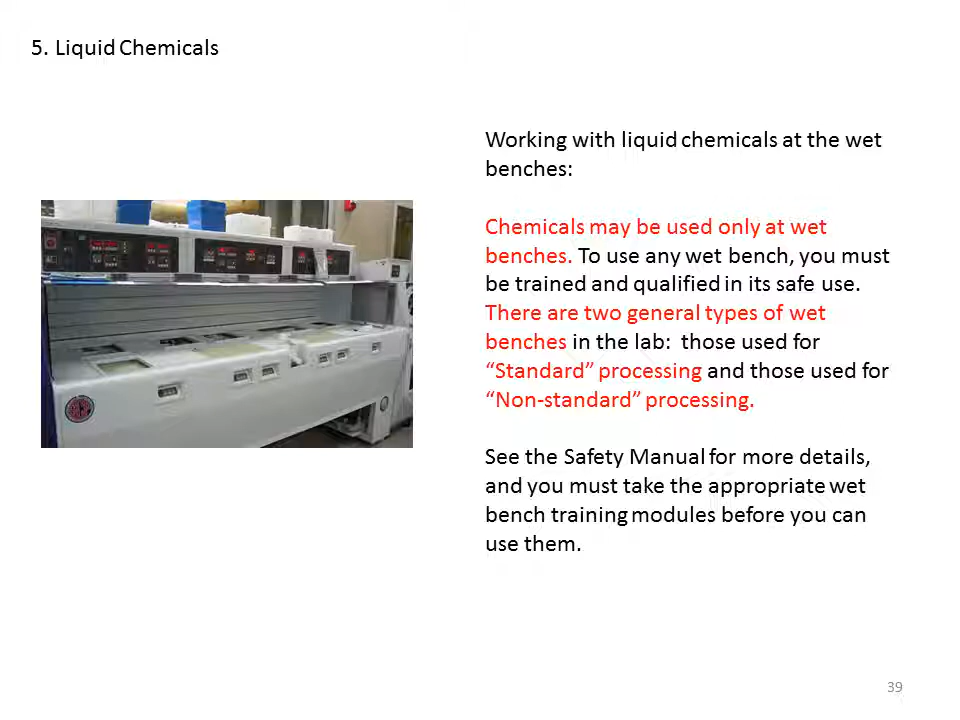 5. Liquid Chemicals
Working with liquid chemicals at the wet
benches:
Chemicals may be used only at wet
benches. To use any wet bench, you must
be trained and qualified in its safe use.
There are two general types of wet
benches in the lab:  those used for
“Standard” processing and those used for
“Non-standard” processing.
See the Safety Manual for more details,
and you must take the appropriate wet
bench training modules before you can
use them.
39